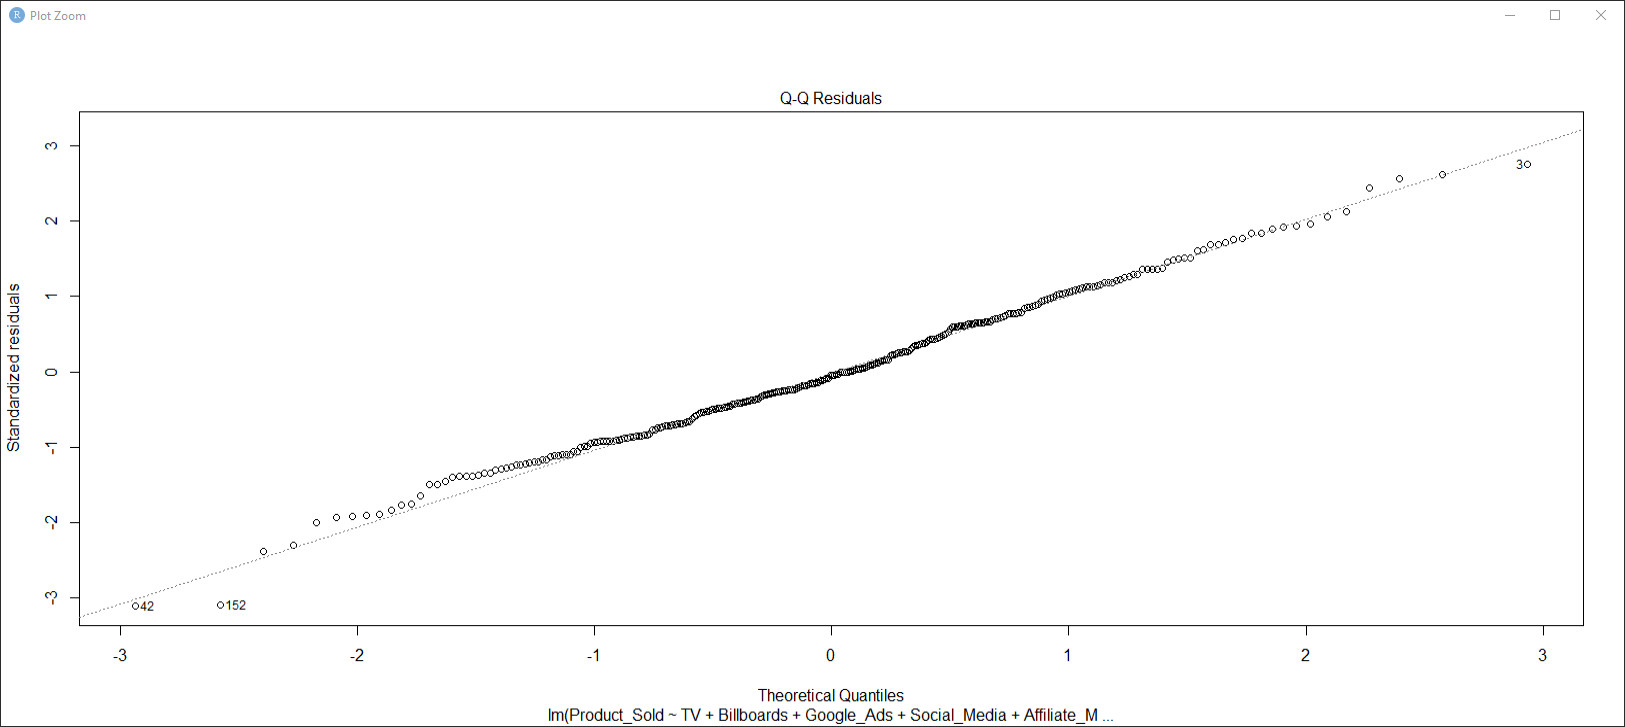 R Plot Zoom
Q-Q Residuals
Standardized residuals
3
2
1
0
-1
-2
-3
3
42
152
-3 -2 -1 0 1 2 3
Theoretical Quantiles
lm(Product_Sold ~ TV + Billboards + Google_Ads + Social_Media + Affiliate_M ...